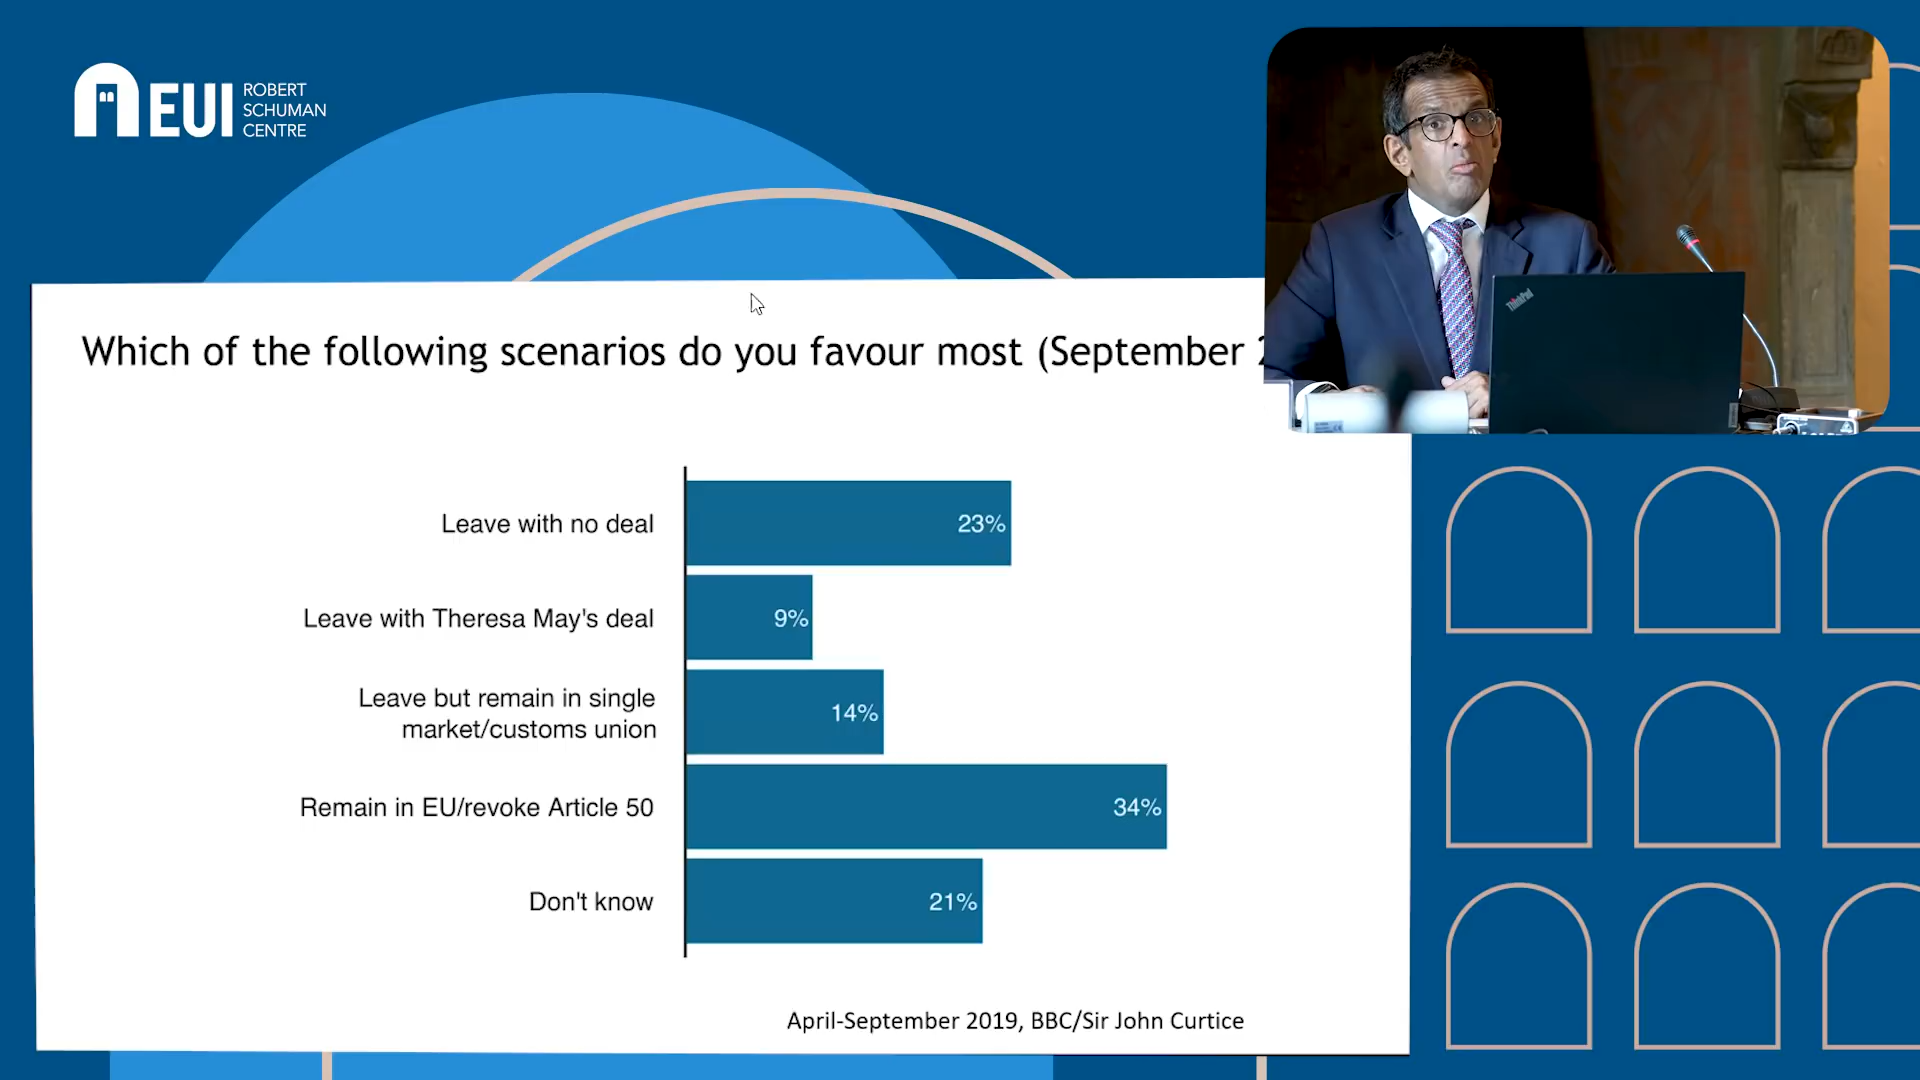 EUI
ROBERT
SCHUMAN
CENTRE
Which of the following scenarios do you favour most (September
Leave with no deal
23%
Leave with Theresa May's deal
9%
Leave but remain in single
market/customs union
14%
Remain in EU/revoke Article 50
34%
Don't know
21%
April-September 2019, BBC/Sir John Curtice
ThinkPad